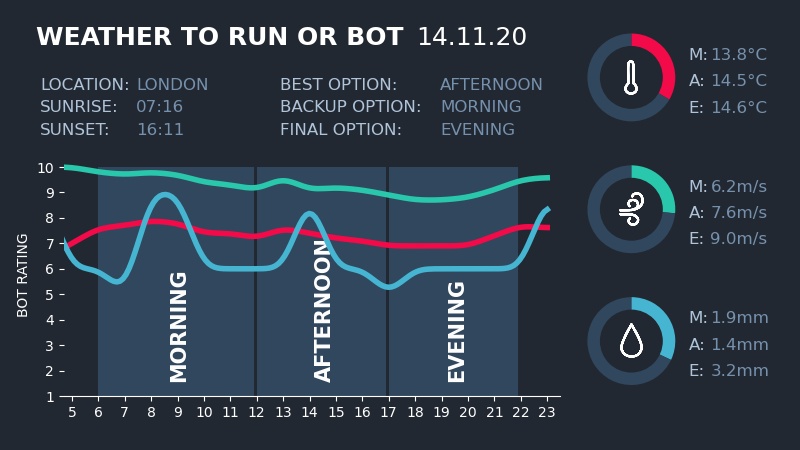 WEATHER TO RUN OR BOT 14.11.20
LOCATION: LONDON
SUNRISE: 07:16
SUNSET: 16:11
BEST OPTION: AFTERNOON
BACKUP OPTION: MORNING
FINAL OPTION: EVENING
M: 13.8°C
A: 14.5°C
E: 14.6°C
M: 6.2m/s
A: 7.6m/s
E: 9.0m/s
M: 1.9mm
A: 1.4mm
E: 3.2mm
BOT RATING
10
9
8
7
6
5
4
3
2
1
MORNING
AFTERNOON
EVENING
5 6 7 8 9 10 11 12 13 14 15 16 17 18 19 20 21 22 23